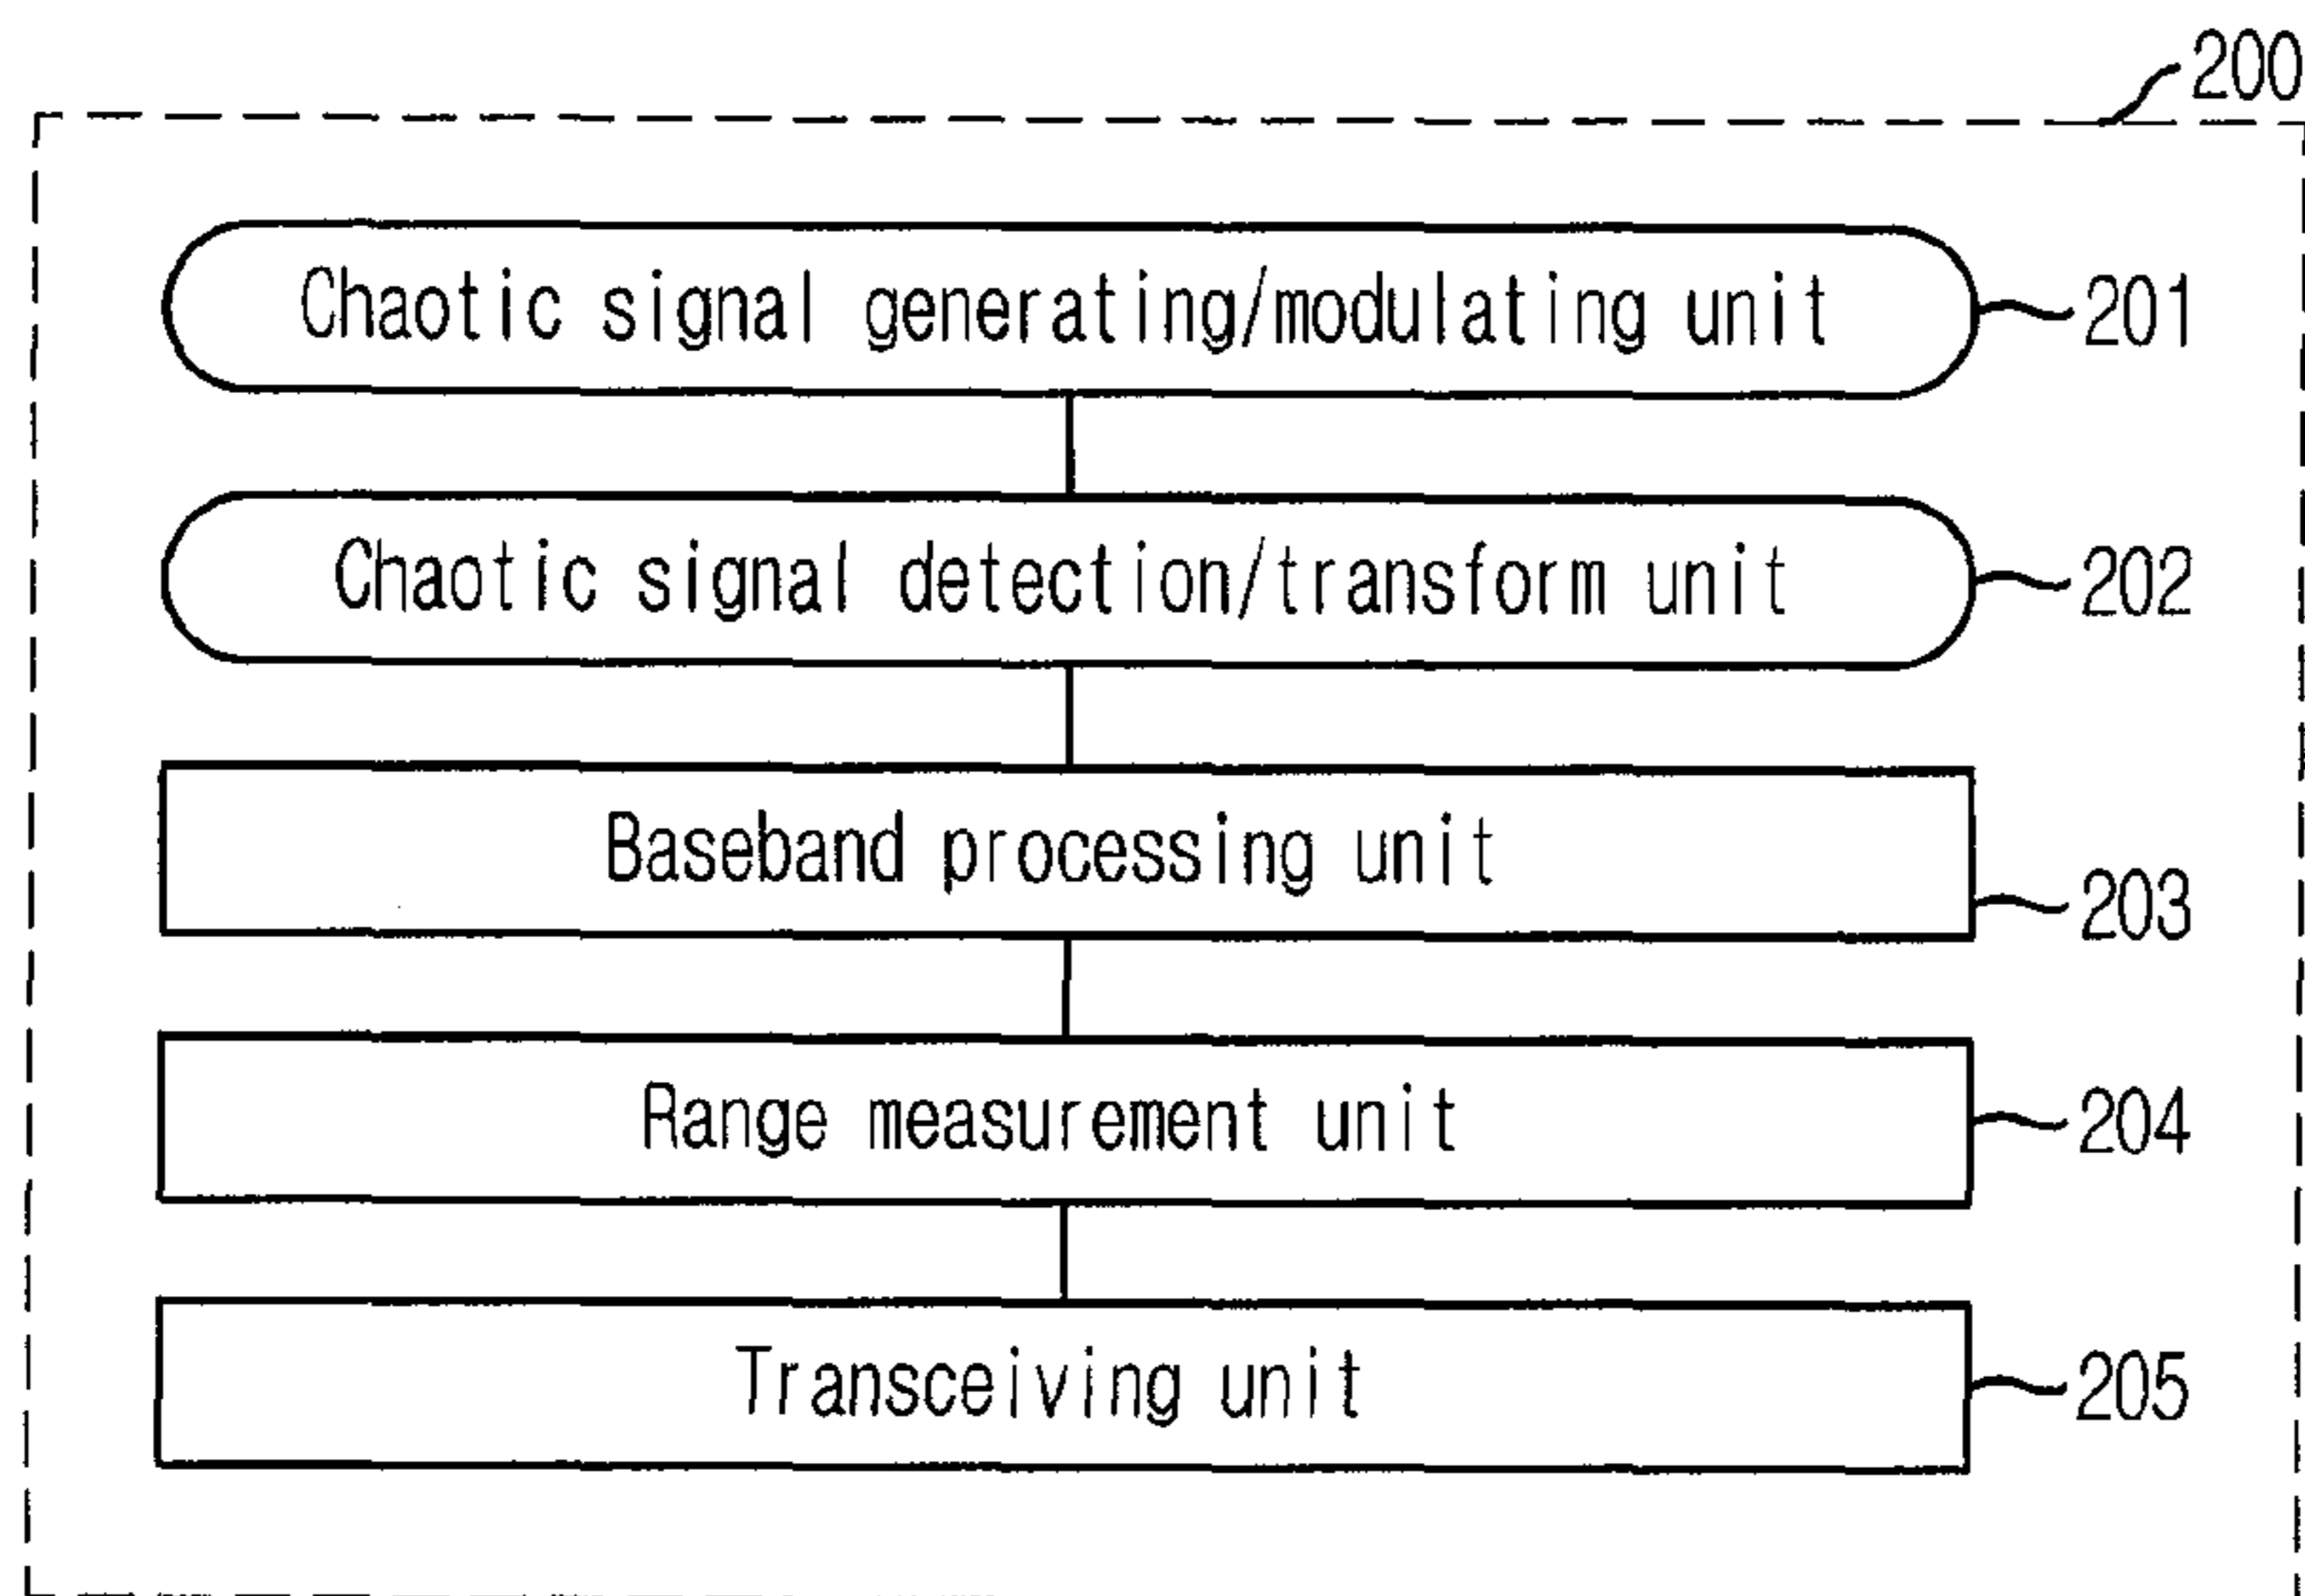 200
Chaotic signal generating/modulating unit 201
Chaotic signal detection/transform unit 202
Baseband processing unit 203
Range measurement unit 204
Transceiving unit 205